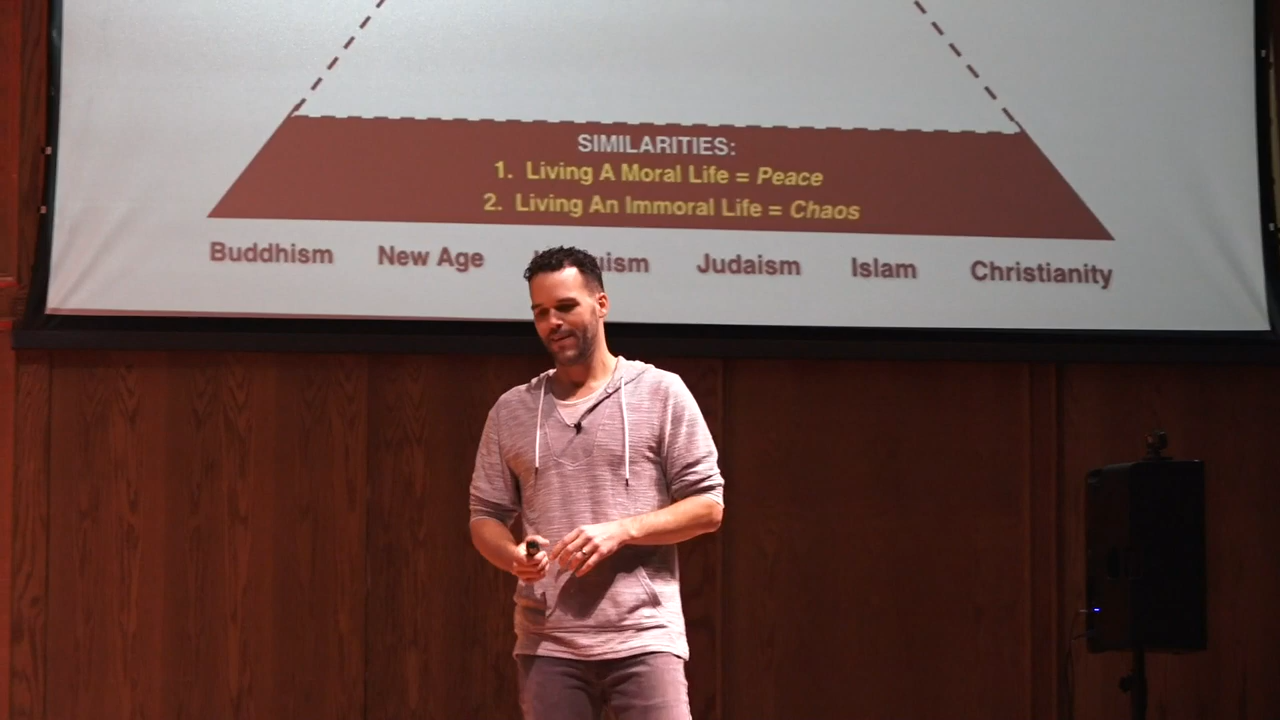 SIMILARITIES:
1. Living A Moral Life = Peace
2. Living An Immoral Life = Chaos
Buddhism New Age Judaism Islam Christianity